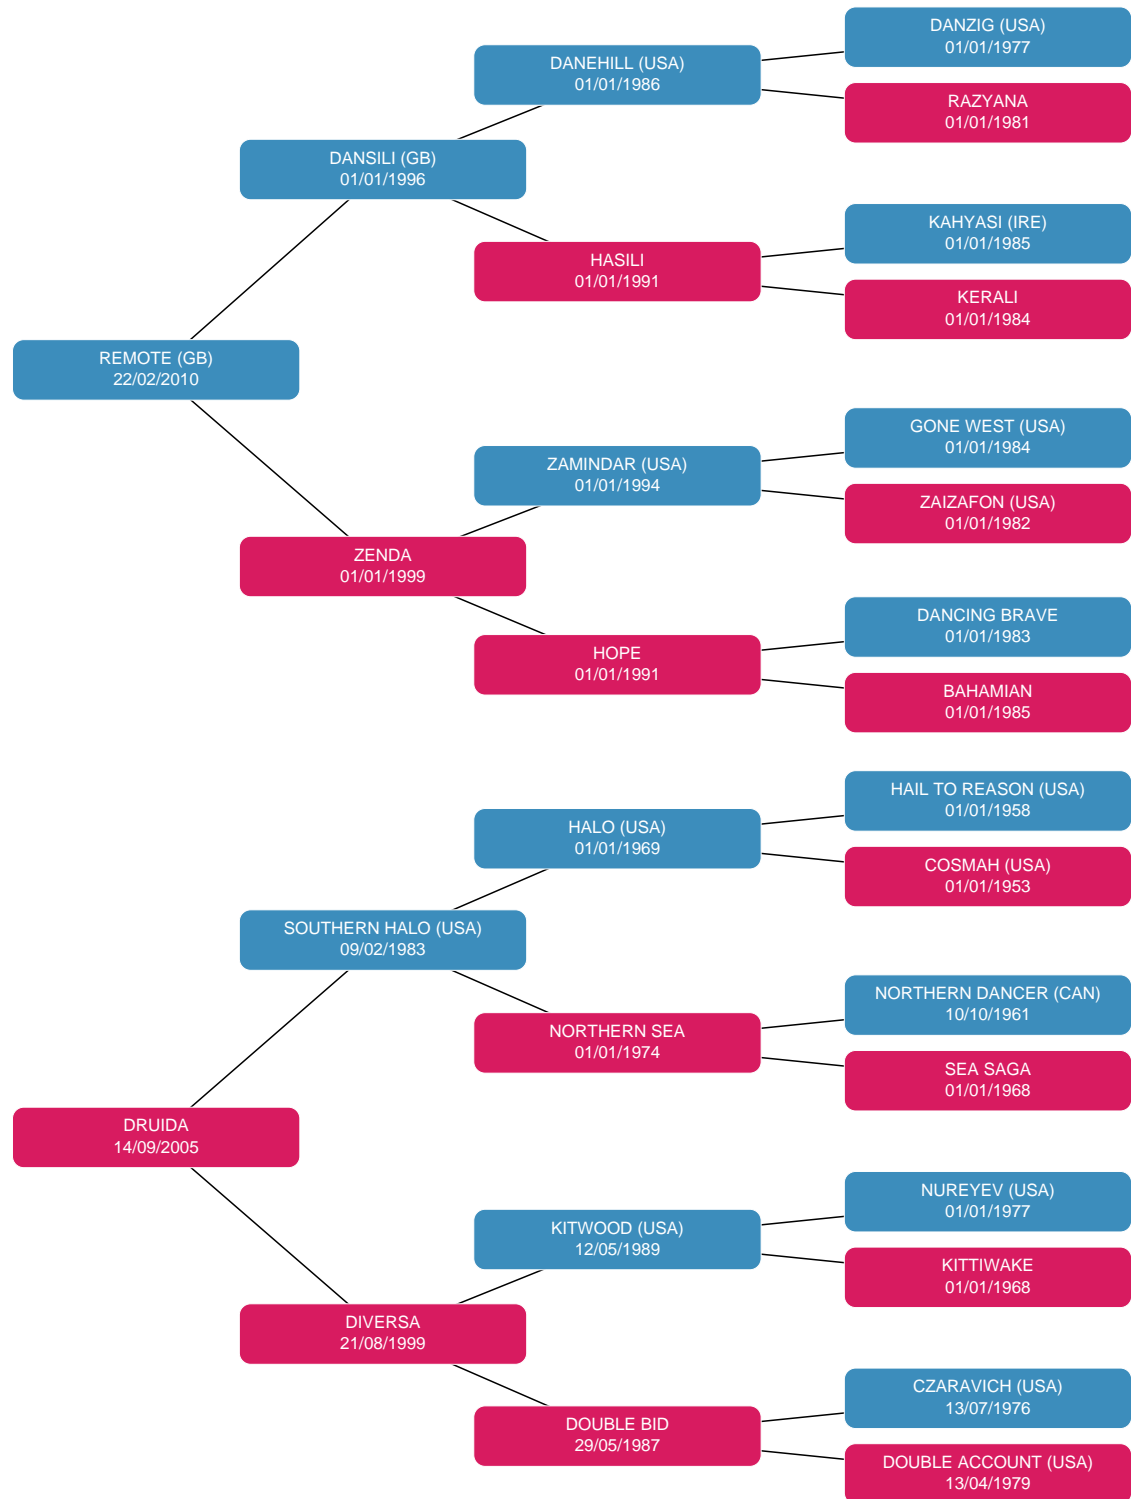 DANZIG (USA)
01/01/1977
DANEHILL (USA)
01/01/1986
RAZYANA
01/01/1981
DANSILI (GB)
01/01/1996
KAHYASI (IRE)
01/01/1985
HASILI
01/01/1991
KERALI
01/01/1984
REMOTE (GB)
22/02/2010
GONE WEST (USA)
01/01/1984
ZAMINDAR (USA)
01/01/1994
ZAIZAFON (USA)
01/01/1982
ZENDA
01/01/1999
DANCING BRAVE
01/01/1983
HOPE
01/01/1991
BAHAMIAN
01/01/1985
HAIL TO REASON (USA)
01/01/1958
HALO (USA)
01/01/1969
COSMAH (USA)
01/01/1953
SOUTHERN HALO (USA)
09/02/1983
NORTHERN DANCER (CAN)
10/10/1961
NORTHERN SEA
01/01/1974
SEA SAGA
01/01/1968
DRUIDA
14/09/2005
NUREYEV (USA)
01/01/1977
KITWOOD (USA)
12/05/1989
KITTIWAKE
01/01/1968
DIVERSA
21/08/1999
CZARAVICH (USA)
13/07/1976
DOUBLE BID
29/05/1987
DOUBLE ACCOUNT (USA)
13/04/1979